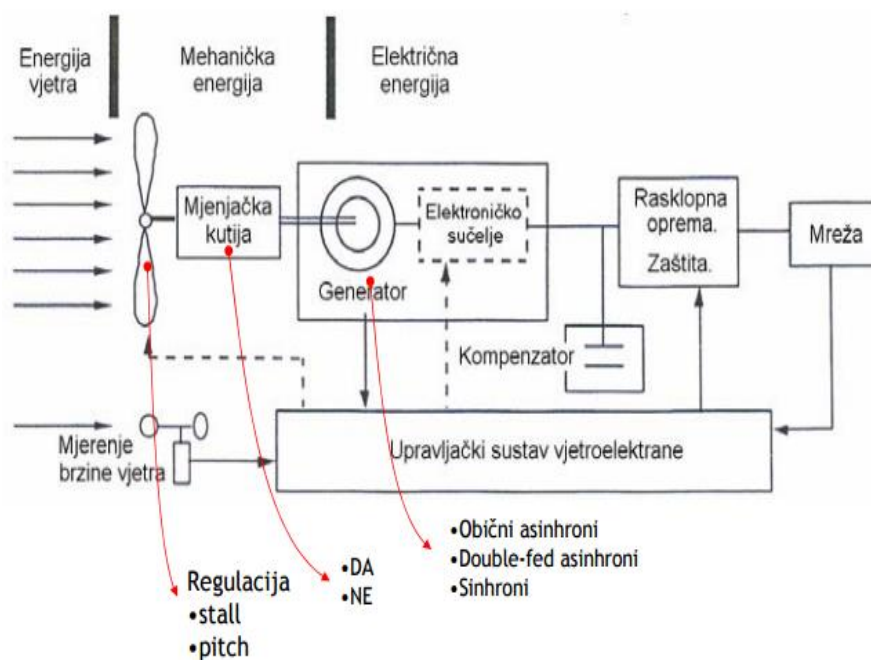 Energija
vjetra
Mehanička
energija
Električna
energija
Mjenjačka
kutija
Generator
Elektroničko
sučelje
Rasklopna
oprema.
Zaštita.
Mreža
Kompenzator
Mjerenje
brzine vjetra
Upravljački sustav vjetroelektrane
Regulacija
•stall
•pitch
•DA
•NE
•Obični asinhroni
•Double-fed asinhroni
•Sinhroni